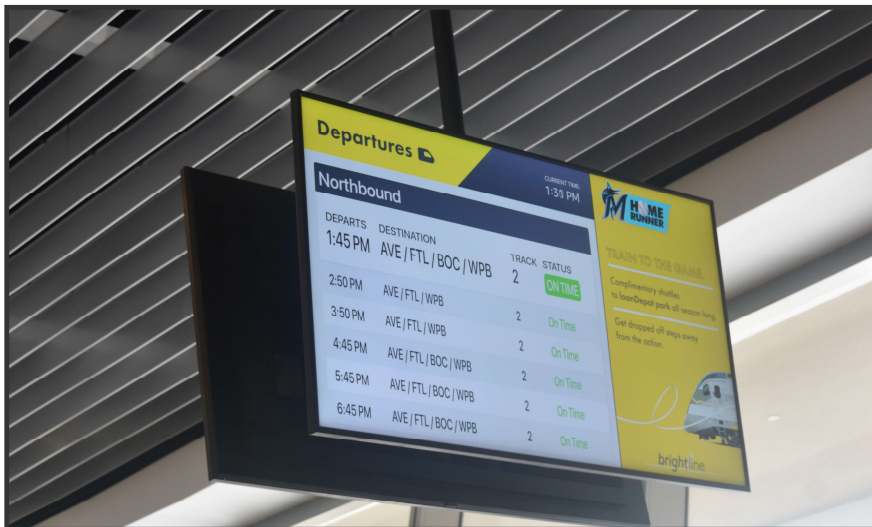 Departures
CURRENT TIME:
1:30 PM
Northbound
DEPARTS DESTINATION TRACK STATUS
1:45 PM AVE / FTL / BOC / WPB 2 ON TIME
2:50 PM AVE / FTL / WPB 2 On Time
3:50 PM AVE / FTL / WPB 2 On Time
4:45 PM AVE / FTL / BOC / WPB 2 On Time
5:45 PM AVE / FTL / BOC / WPB 2 On Time
6:45 PM AVE / FTL / BOC / WPB 2 On Time
M HOME
RUNNER
TRAIN TO THE GAME.
Complimentary shuttles
to loanDepot park all season long.
Get dropped off steps away
from the action.
brightline